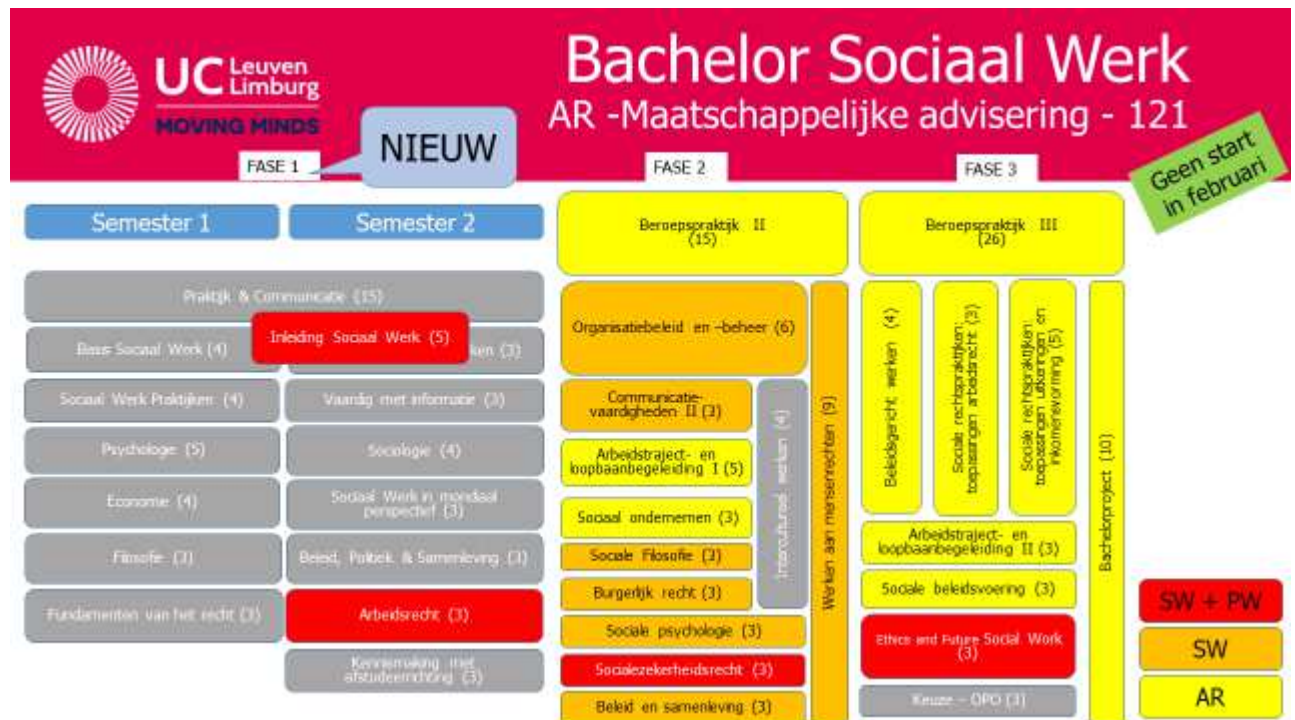 UC Leuven
Limburg
MOVING MINDS
Bachelor Sociaal Werk
AR -Maatschappelijke advisering - 121
FASE 1
NIEUW
FASE 2
FASE 3
Geen start
in februari
Semester 1
Semester 2
Praktijk & Communicatie (15)
Inleiding Sociaal Werk (5)
Basis Sociaal Werk (4)
ken (3)
Sociaal Werk Praktijken (4)
Vaardig met informatie (3)
Psychologie (5)
Sociologie (4)
Economie (4)
Sociaal Werk in mondiaal
perspectief (3)
Filosofie (3)
Beleid, Politiek & Samenleving (3)
Fundamenten van het recht (3)
Arbeidsrecht (3)
Kennismaking met
afstudeerrichting (3)
Beroepspraktijk II
(15)
Organisatiebeleid en -beheer (6)
Communicatie-
vaardigheden II (3)
Arbeidstraject- en
loopbaanbegeleiding I (5)
Sociaal ondernemen (3)
Sociale Filosofie (3)
Burgerlijk recht (3)
Intercultureel werken (4)
Sociale psychologie (3)
Socialezekerheidsrecht (3)
Beleid en samenleving (3)
Werken aan mensenrechten (9)
Beroepspraktijk III
(26)
Beleidsgericht werken (4)
Sociale rechtspraktijken:
toepassingen arbeidsrecht (3)
Sociale rechtspraktijken:
toepassingen uitkeringen en
inkomensvorming (5)
Arbeidstraject- en
loopbaanbegeleiding II (3)
Sociale beleidsvoering (3)
Ethics and Future Social Work
(3)
Keuze - OPO (3)
Bachelorproject (10)
SW + PW
SW
AR